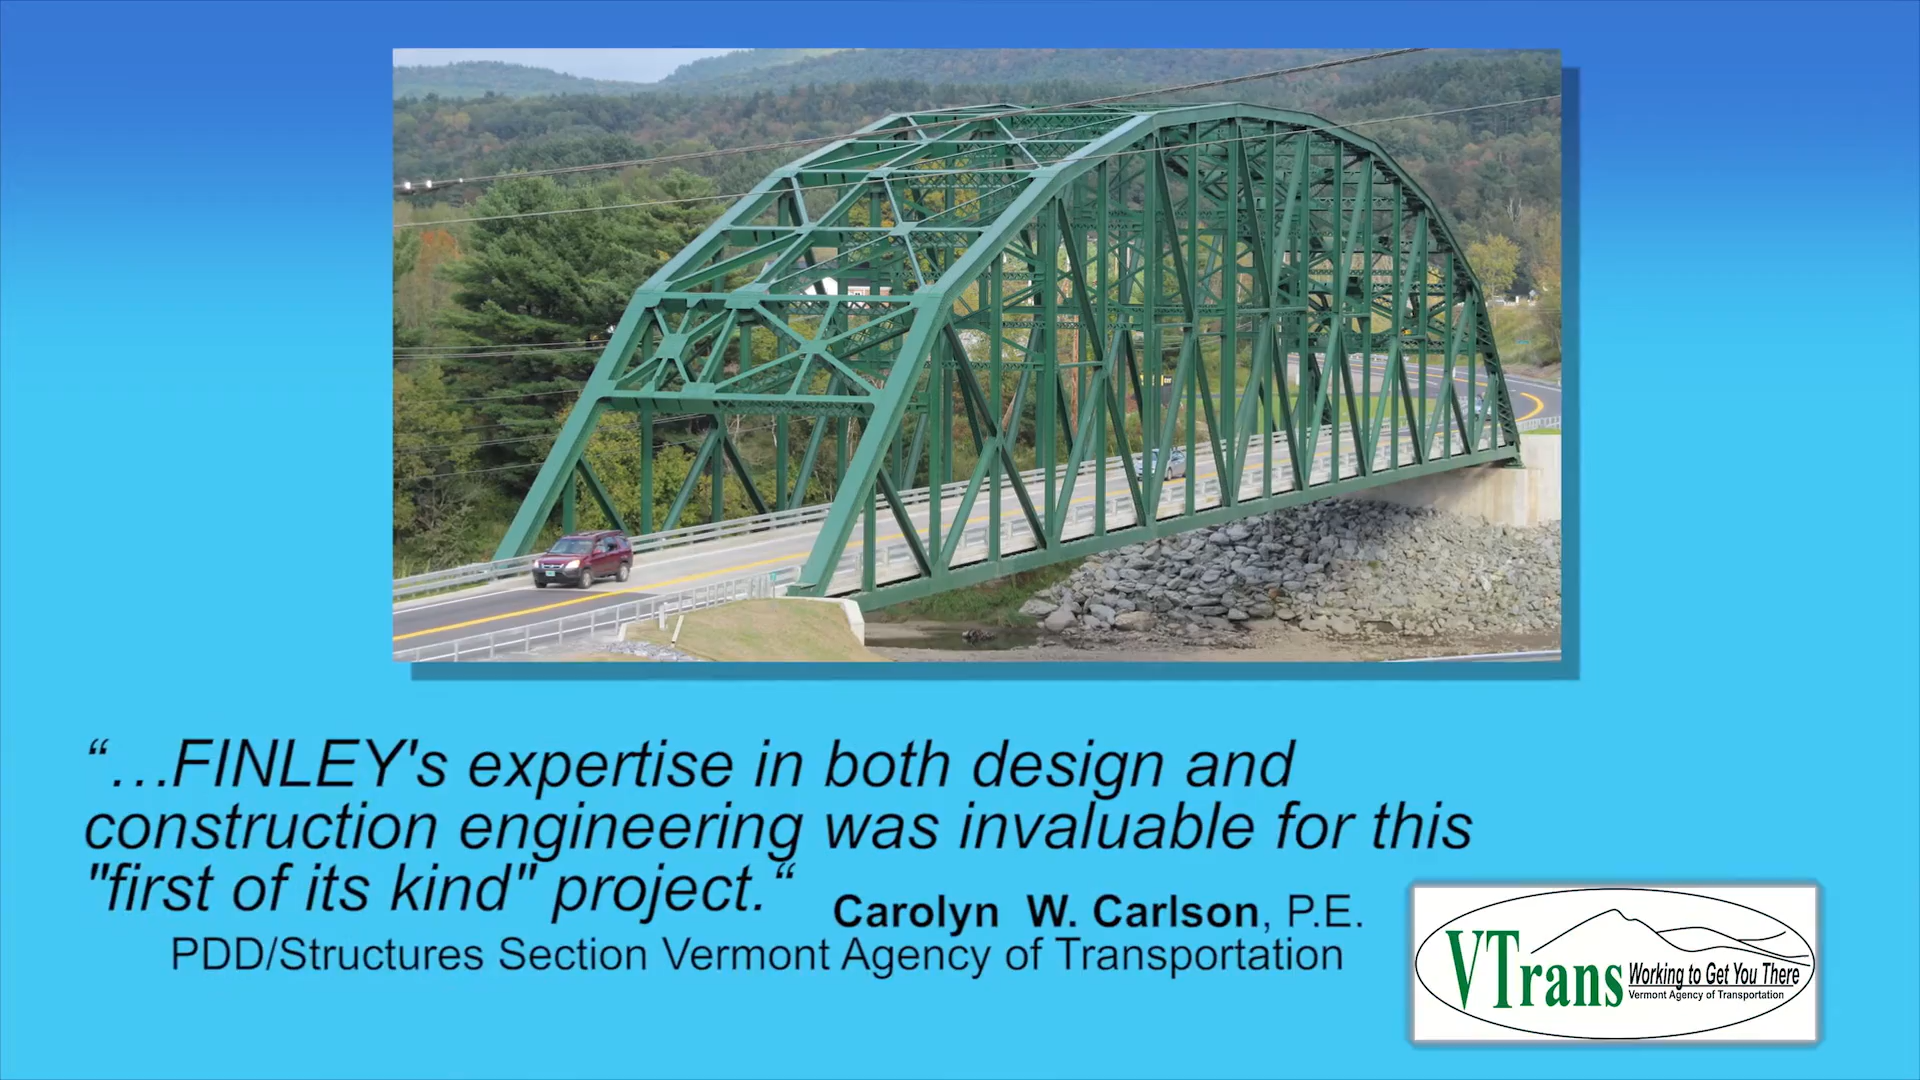 “…FINLEY's expertise in both design and
construction engineering was invaluable for this
"first of its kind" project.“
Carolyn W. Carlson, P.E.
PDD/Structures Section Vermont Agency of Transportation
VTrans Working to Get You There
Vermont Agency of Transportation